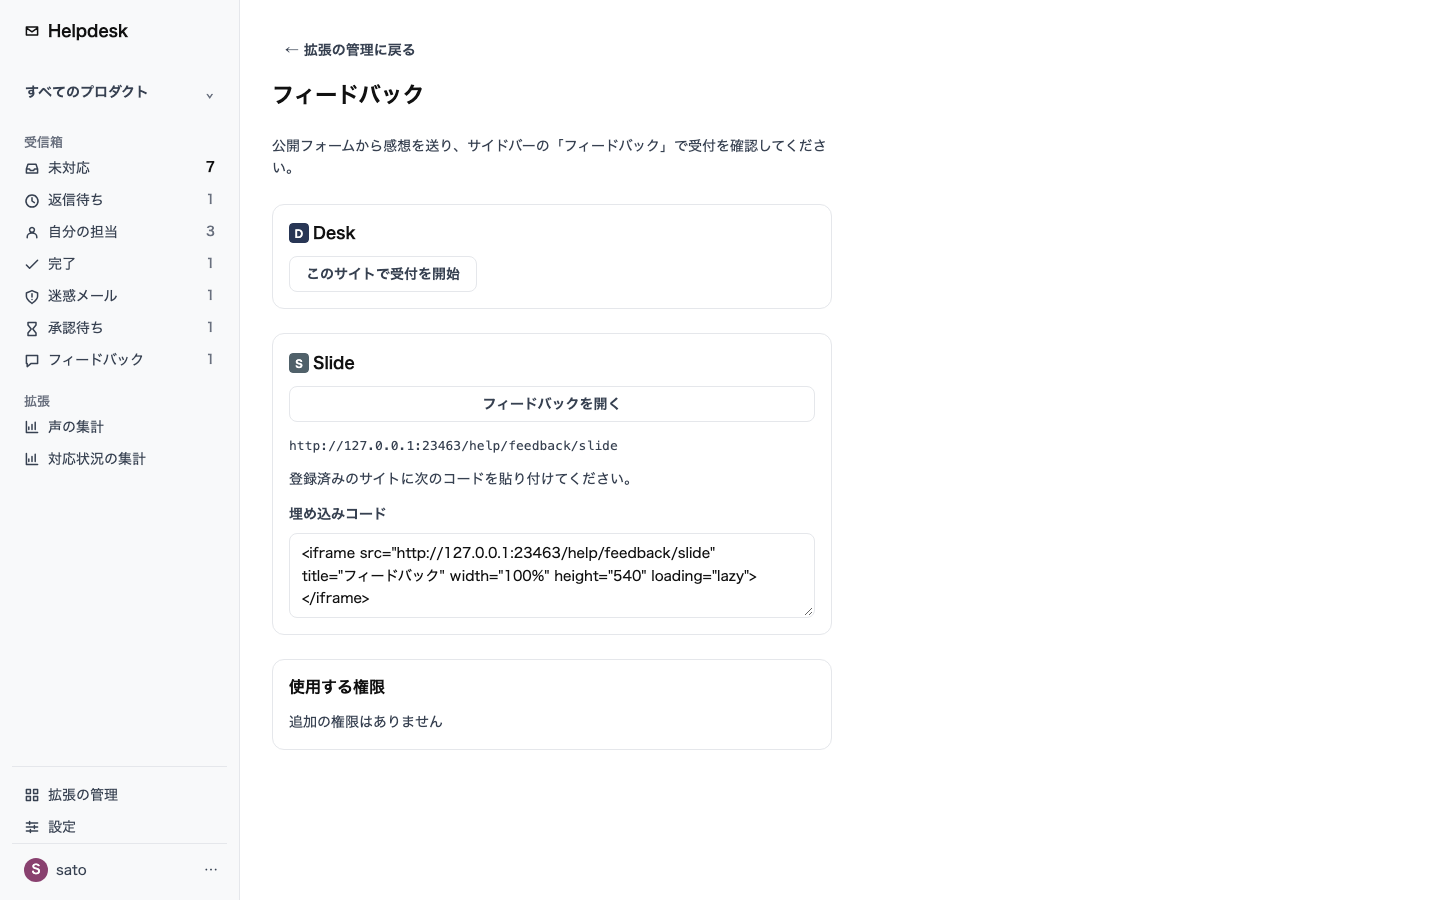 Helpdesk
すべてのプロダクト
受信箱
未対応 7
返信待ち 1
自分の担当 3
完了 1
迷惑メール 1
承認待ち 1
フィードバック 1
拡張
声の集計
対応状況の集計
拡張の管理
設定
S sato ...
← 拡張の管理に戻る
フィードバック
公開フォームから感想を送り、サイドバーの「フィードバック」で受付を確認してくださ
い。
D Desk
このサイトで受付を開始
S Slide
フィードバックを開く
http://127.0.0.1:23463/help/feedback/slide
登録済みのサイトに次のコードを貼り付けてください。
埋め込みコード
<iframe src="http://127.0.0.1:23463/help/feedback/slide"
title="フィードバック" width="100%" height="540" loading="lazy">
</iframe>
使用する権限
追加の権限はありません